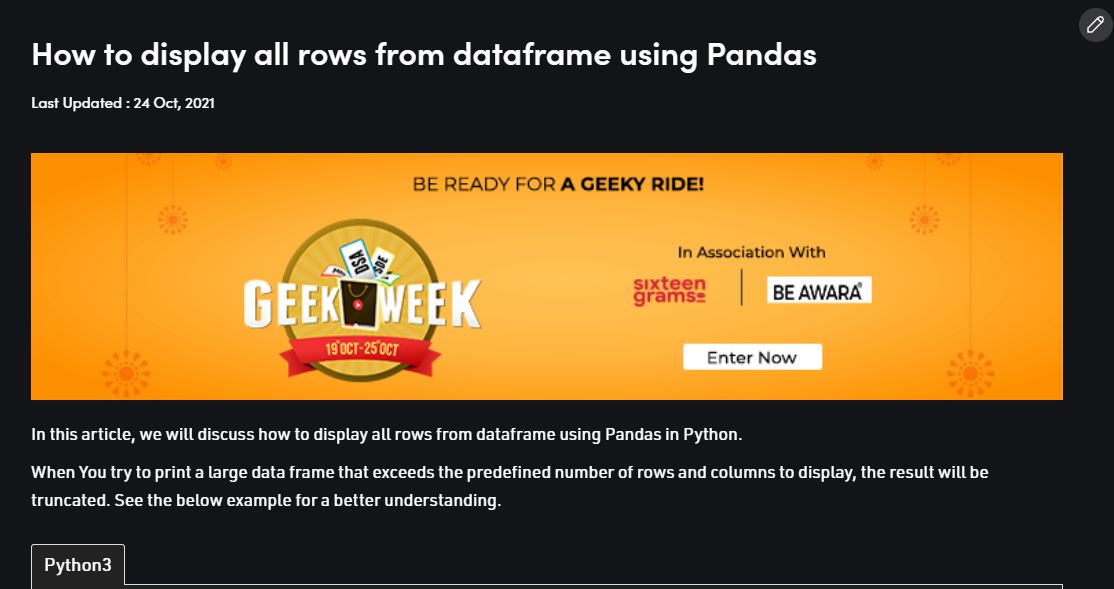 How to display all rows from dataframe using Pandas
Last Updated : 24 Oct, 2021
BE READY FOR A GEEKY RIDE!
DSA
SDE
GEEK WEEK
19 OCT-25 OCT
In Association With
sixteen
grams
BE AWARA
Enter Now
In this article, we will discuss how to display all rows from dataframe using Pandas in Python.
When You try to print a large data frame that exceeds the predefined number of rows and columns to display, the result will be
truncated. See the below example for a better understanding.
Python3